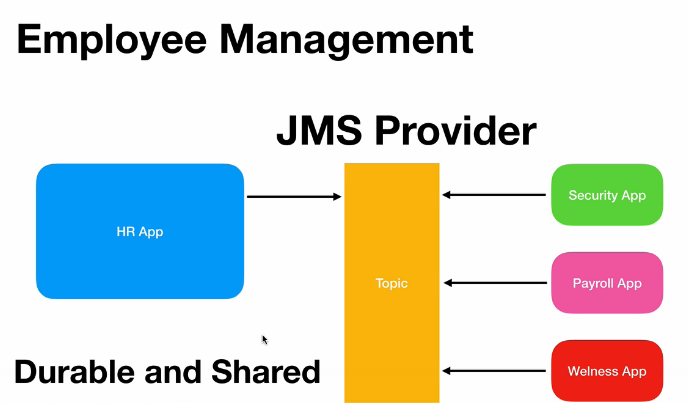 Employee Management
JMS Provider
HR App
Topic
Security App
Payroll App
Welness App
Durable and Shared